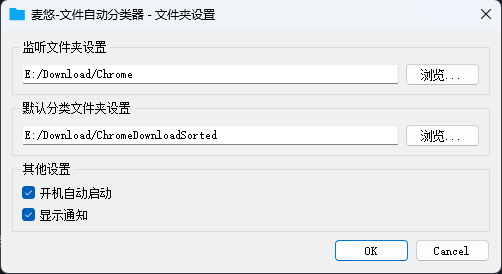 麦悠-文件自动分类器 - 文件夹设置
监听文件夹设置
E:/Download/Chrome
浏览...
默认分类文件夹设置
E:/Download/ChromeDownloadSorted
浏览...
其他设置
开机自动启动
显示通知
OK
Cancel